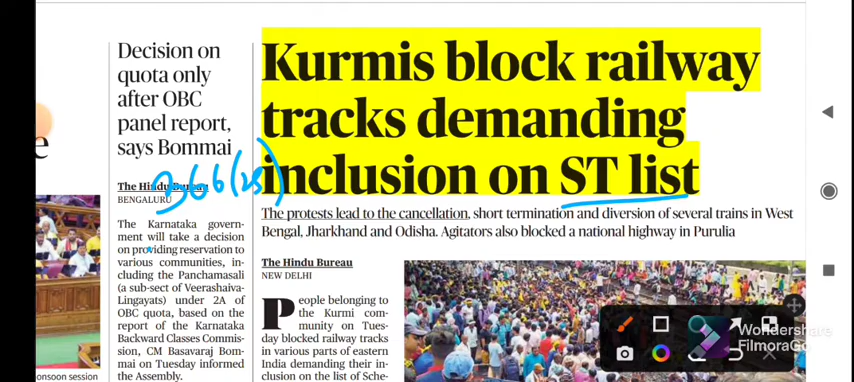 Decision on
quota only
after OBC
panel report,
says Bommai
The Hindu Bureau
BENGALURU
The Karnataka govern-
ment will take a decision
on providing reservation to
various communities, in-
cluding the Panchamasali
(a sub-sect of Veerashaiva-
Lingayats) under 2A of
OBC quota, based on the
report of the Karnataka
Backward Classes Commis-
sion, CM Basavaraj Bom-
mai on Tuesday informed
the Assembly.
366(25)
Kurmis block railway
tracks demanding
inclusion on ST list
The protests lead to the cancellation, short termination and diversion of several trains in West
Bengal, Jharkhand and Odisha. Agitators also blocked a national highway in Purulia
The Hindu Bureau
NEW DELHI
People belonging to
the Kurmi com-
munity on Tues-
day blocked railway tracks
in various parts of eastern
India demanding their
inclusion on the list of Sche-
e
onsoon session
Wondershare
FilmoraGo